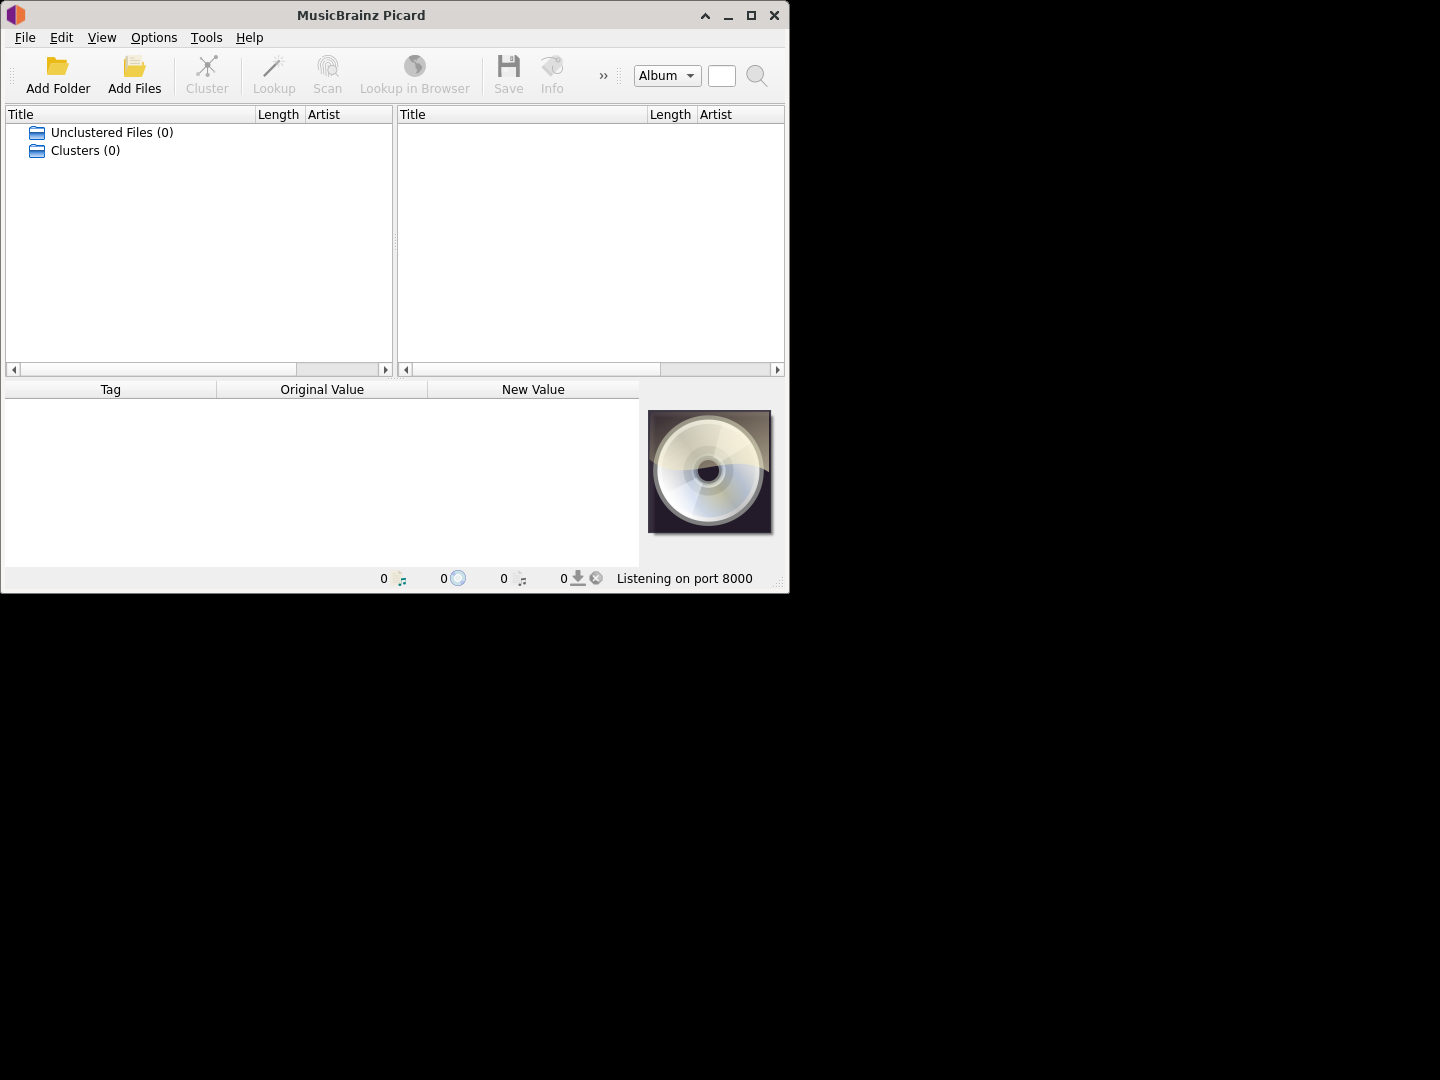 MusicBrainz Picard
File Edit View Options Tools Help
Add Folder Add Files Cluster Lookup Scan Lookup in Browser Save Info Album
Title Length Artist Title Length Artist
Unclustered Files (0)
Clusters (0)
Tag Original Value New Value
0 0 0 0 Listening on port 8000